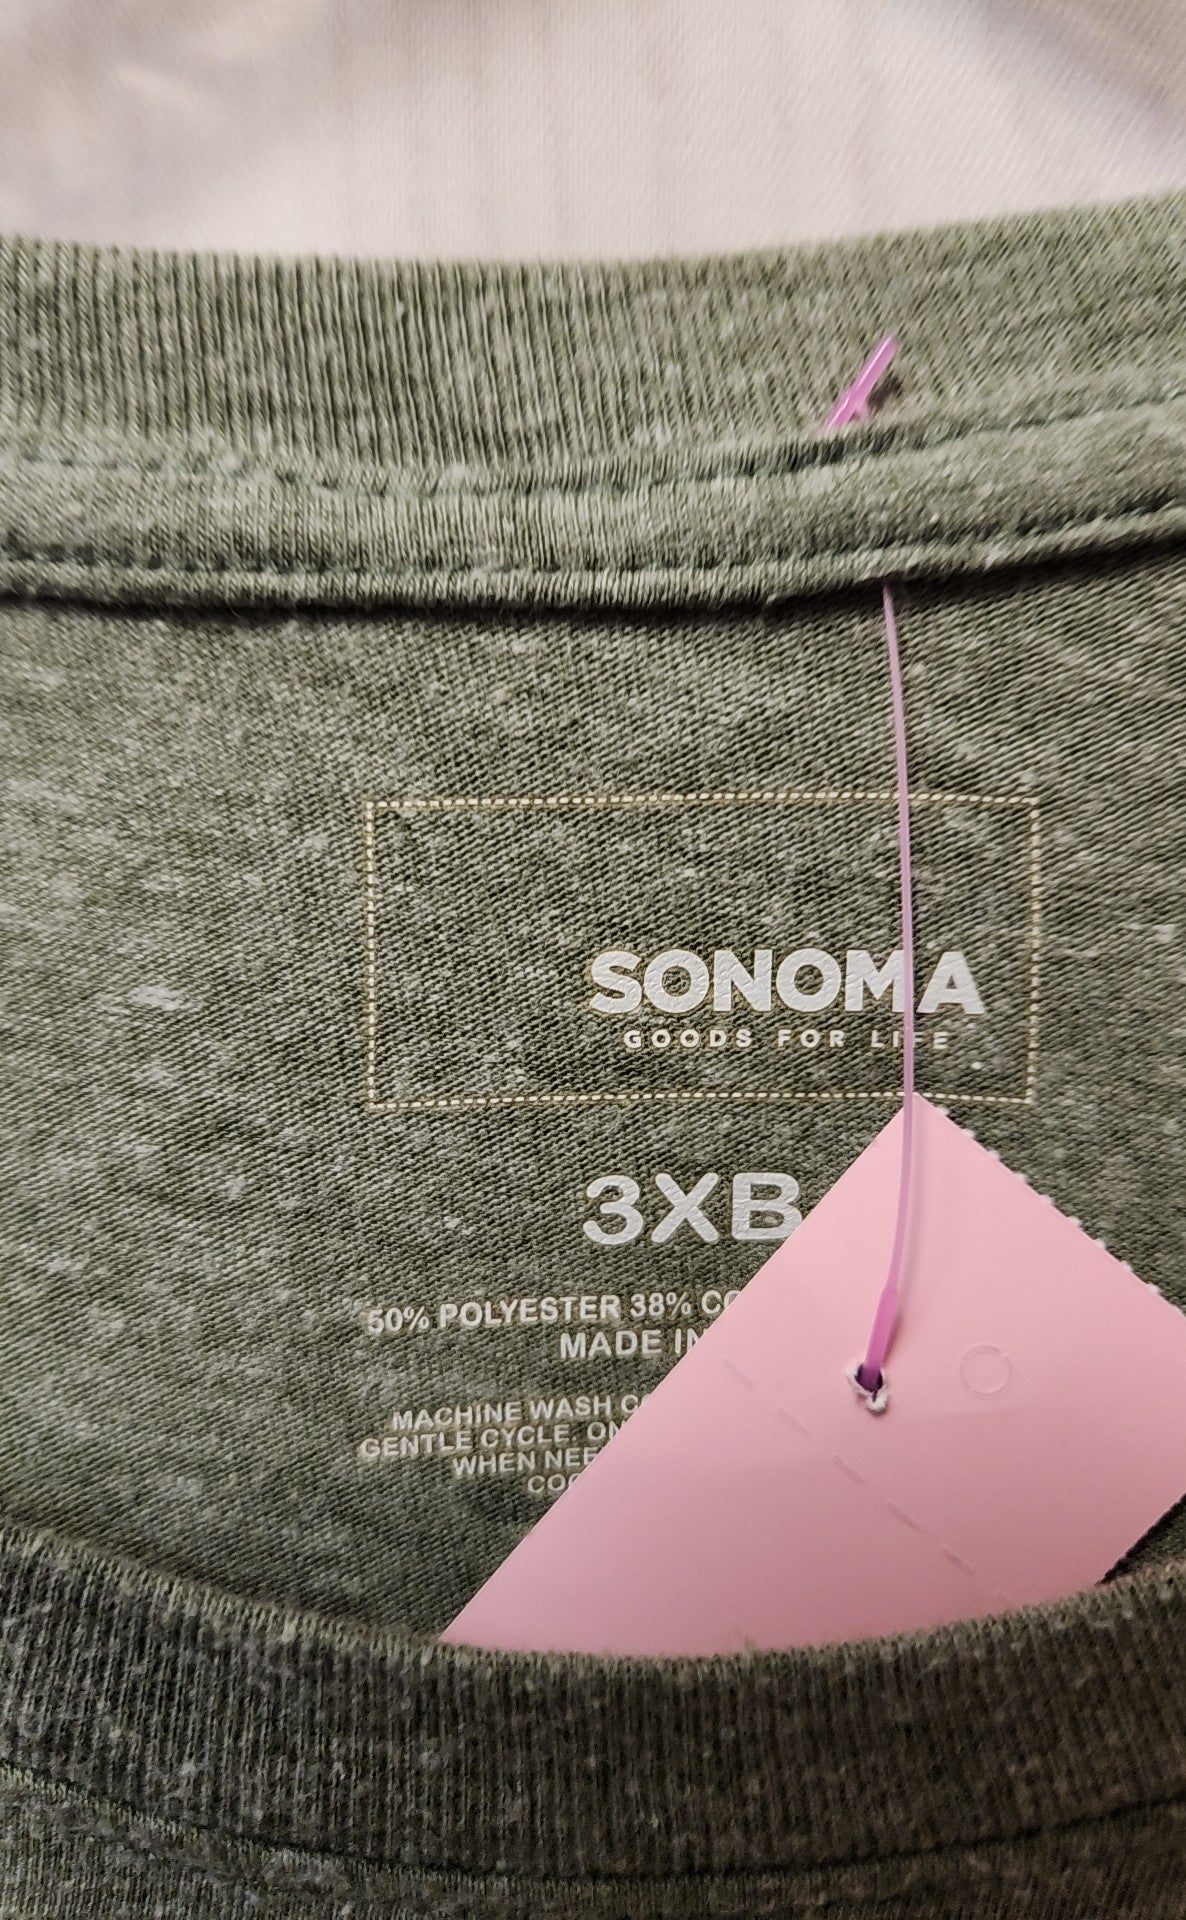 SONOMA
GOODS FOR LIFE
3XB
50% POLYESTER 38%
MADE IN
MACHINE WASH
GENTLE CYCLE.
WHEN